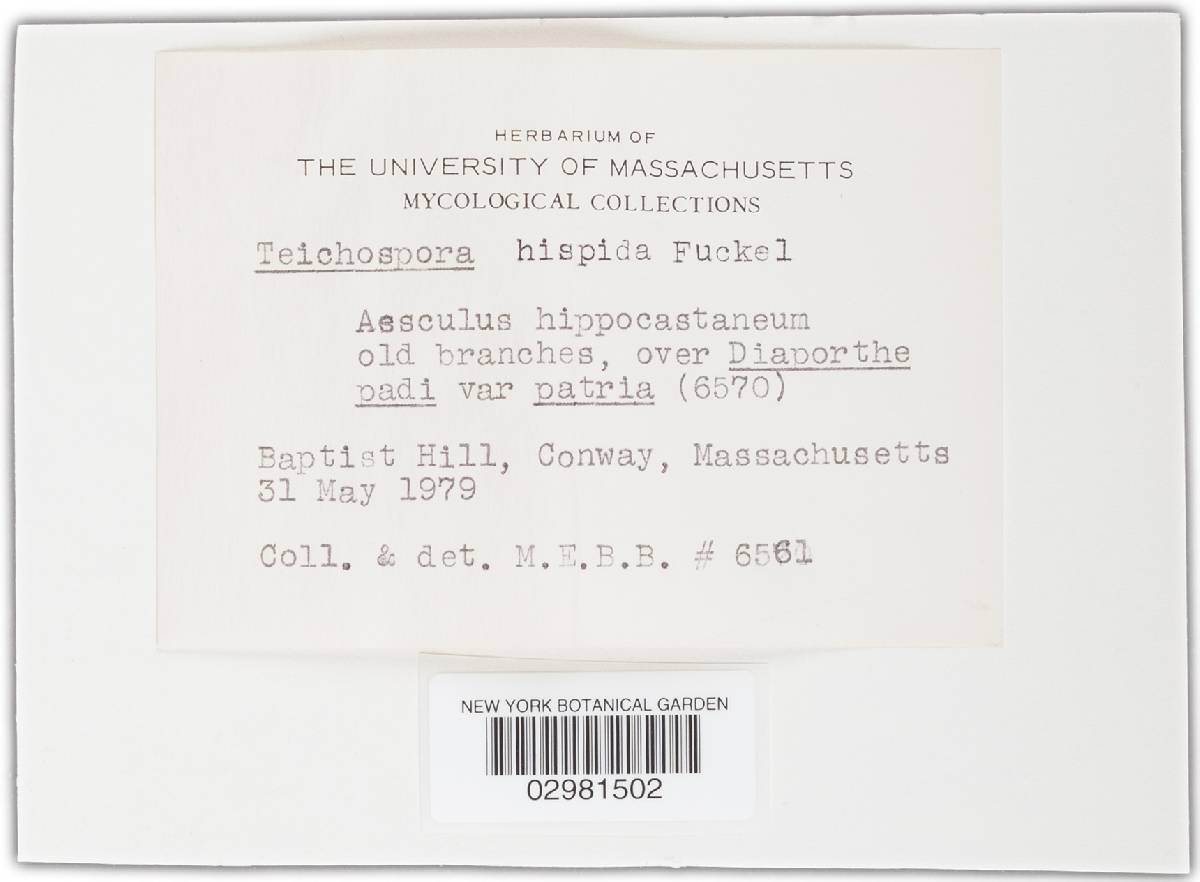 HERBARIUM OF
THE UNIVERSITY OF MASSACHUSETTS
MYCOLOGICAL COLLECTIONS
Teichospora hispida Fuckel
Aesculus hippocastaneum
old branches, over Diaporthe
padi var patria (6570)
Baptist Hill, Conway, Massachusetts
31 May 1979
Coll. & det. M.E.B.B. # 6561
NEW YORK BOTANICAL GARDEN
02981502